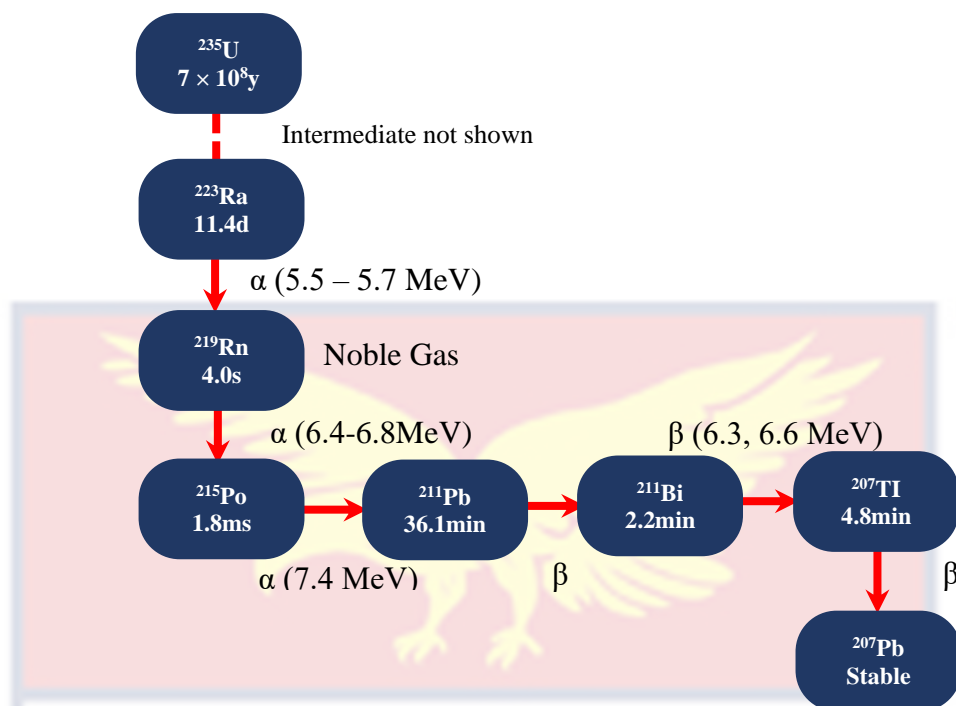 ²³⁵U
7 × 10⁸y
Intermediate not shown
²²³Ra
11.4d
α (5.5 – 5.7 MeV)
²¹⁹Rn
4.0s
Noble Gas
α (6.4-6.8MeV)
β (6.3, 6.6 MeV)
²¹⁵Po
1.8ms
²¹¹Pb
36.1min
²¹¹Bi
2.2min
²⁰⁷TI
4.8min
α (7.4 MeV)
β
β
²⁰⁷Pb
Stable